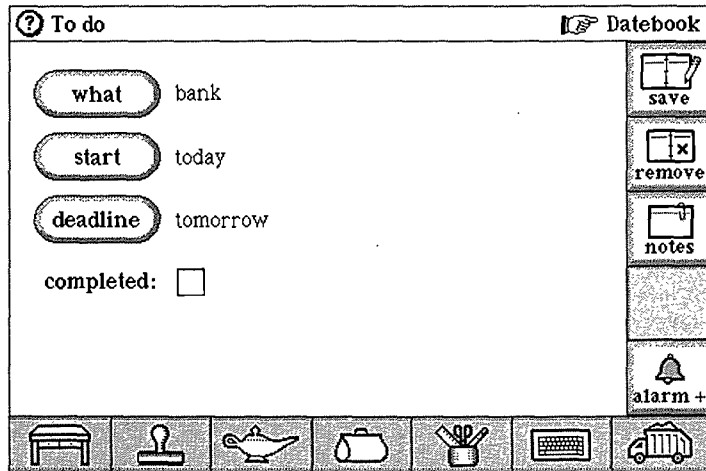 ? To do
Datebook
what bank
start today
deadline tomorrow
completed:
save
remove
notes
alarm +